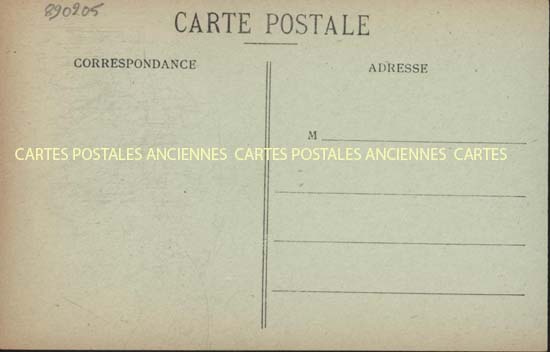 890205
CARTE POSTALE
CORRESPONDANCE
ADRESSE
M
CARTES POSTALES ANCIENNES CARTES POSTALES ANCIENNES CARTES